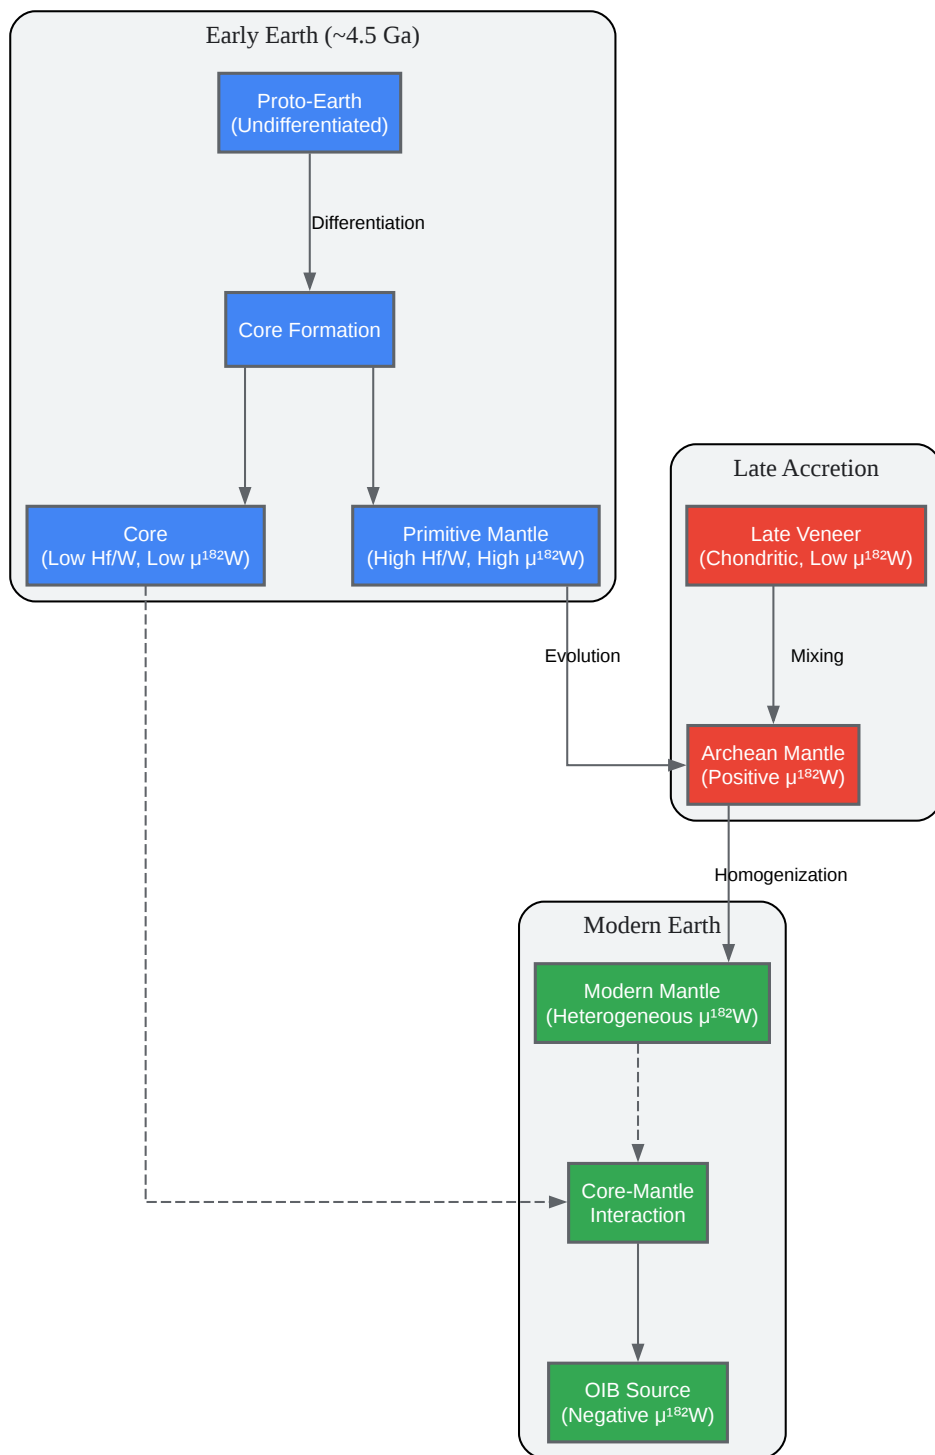 Early Earth (~4.5 Ga)
Proto-Earth
(Undifferentiated)
Differentiation
Core Formation
Core
(Low Hf/W, Low μ¹⁸²W)
Primitive Mantle
(High Hf/W, High μ¹⁸²W)
Late Accretion
Late Veneer
(Chondritic, Low μ¹⁸²W)
Evolution
Mixing
Archean Mantle
(Positive μ¹⁸²W)
Homogenization
Modern Earth
Modern Mantle
(Heterogeneous μ¹⁸²W)
Core-Mantle
Interaction
OIB Source
(Negative μ¹⁸²W)